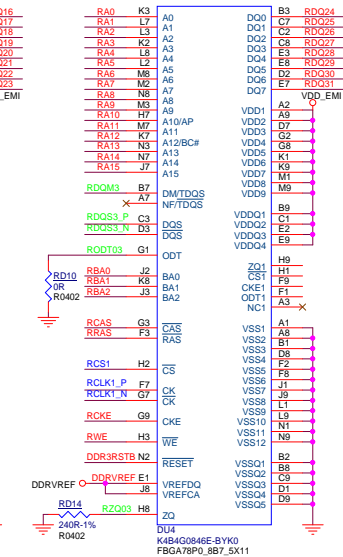 Q16 RA0 K3 A0 DQ0 B3 RDQ24
Q17 RA1 L7 A1 DQ1 C7 RDQ25
Q18 RA2 L3 A2 DQ2 C2 RDQ26
Q19 RA3 K2 A3 DQ3 C8 RDQ27
Q20 RA4 L8 A4 DQ4 E3 RDQ28
Q21 RA5 L2 A5 DQ5 E8 RDQ29
Q22 RA6 M8 A6 DQ6 D2 RDQ30
Q23 RA7 M2 A7 DQ7 E7 RDQ31
_EMI RA8 N8 A8 VDD_EMI
RA9 M3 A9 VDD1 A2
RA10 H7 A10/AP VDD2 A9
RA11 M7 A11 VDD3 D7
RA12 K7 A12/BC# VDD4 G2
RA13 N3 A13 VDD5 G8
RA14 N7 A14 VDD6 K1
RA15 J7 A15 VDD7 K9
VDD8 M1
RDQM3 B7 DM/TDQS VDD9 M9
A7 NF/TDQS
VDDQ1 B9
RDQS3_P C3 DQS VDDQ2 C1
RDQS3_N D3 DQS VDDQ3 E2
VDDQ4 E9
RODT03 G1 ODT
ZQ1 H9
RD10 RBA0 J2 BA0 CS1 H1
0R RBA1 K8 BA1 CKE1 F9
R0402 RBA2 J3 BA2 ODT1 F1
NC1 A3
RCAS G3 CAS VSS1 A1
RRAS F3 RAS VSS2 A8
VSS3 B1
VSS4 D8
RCS1 H2 CS VSS5 F2
VSS6 F8
RCLK1_P F7 CK VSS7 J1
RCLK1_N G7 CK VSS8 J9
VSS9 L1
RCKE G9 CKE VSS10 L9
VSS11 N1
RWE H3 WE VSS12 N9
DDR3RSTB N2 RESET VSSQ1 B2
VSSQ2 B8
DDRVREF DDRVREF E1 VREFDQ VSSQ3 C9
J8 VREFCA VSSQ4 D1
VSSQ5 D9
RD14 RZQ03 H8 ZQ
240R-1%
R0402
DU4
K4B4G0846E-BYK0
FBGA78P0_8B7_5X11